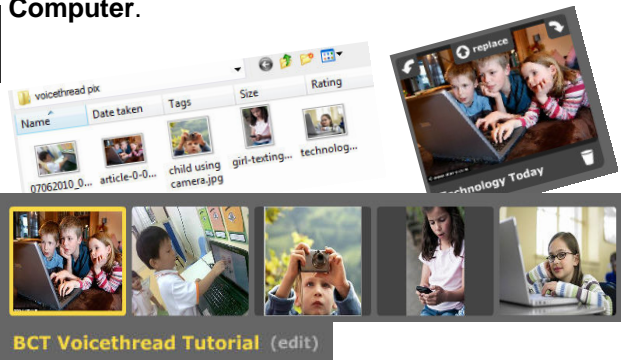 Computer.
voicethread pix
Name Date taken Tags Size Rating
07062010_0... article-0-0... child using camera.jpg girl-texting... technolog...
replace
Technology Today
BCT Voicethread Tutorial (edit)